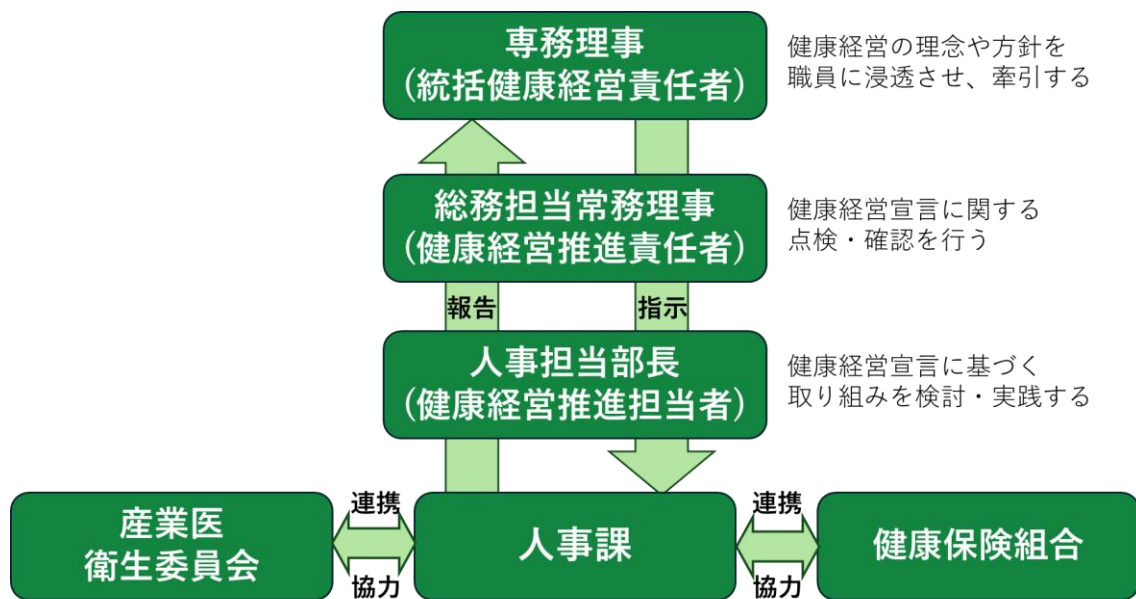 専務理事
(統括健康経営責任者)
健康経営の理念や方針を
職員に浸透させ、牽引する
総務担当常務理事
(健康経営推進責任者)
健康経営宣言に関する
点検・確認を行う
報告
指示
人事担当部長
(健康経営推進担当者)
健康経営宣言に基づく
取り組みを検討・実践する
産業医
衛生委員会
連携
協力
人事課
連携
協力
健康保険組合